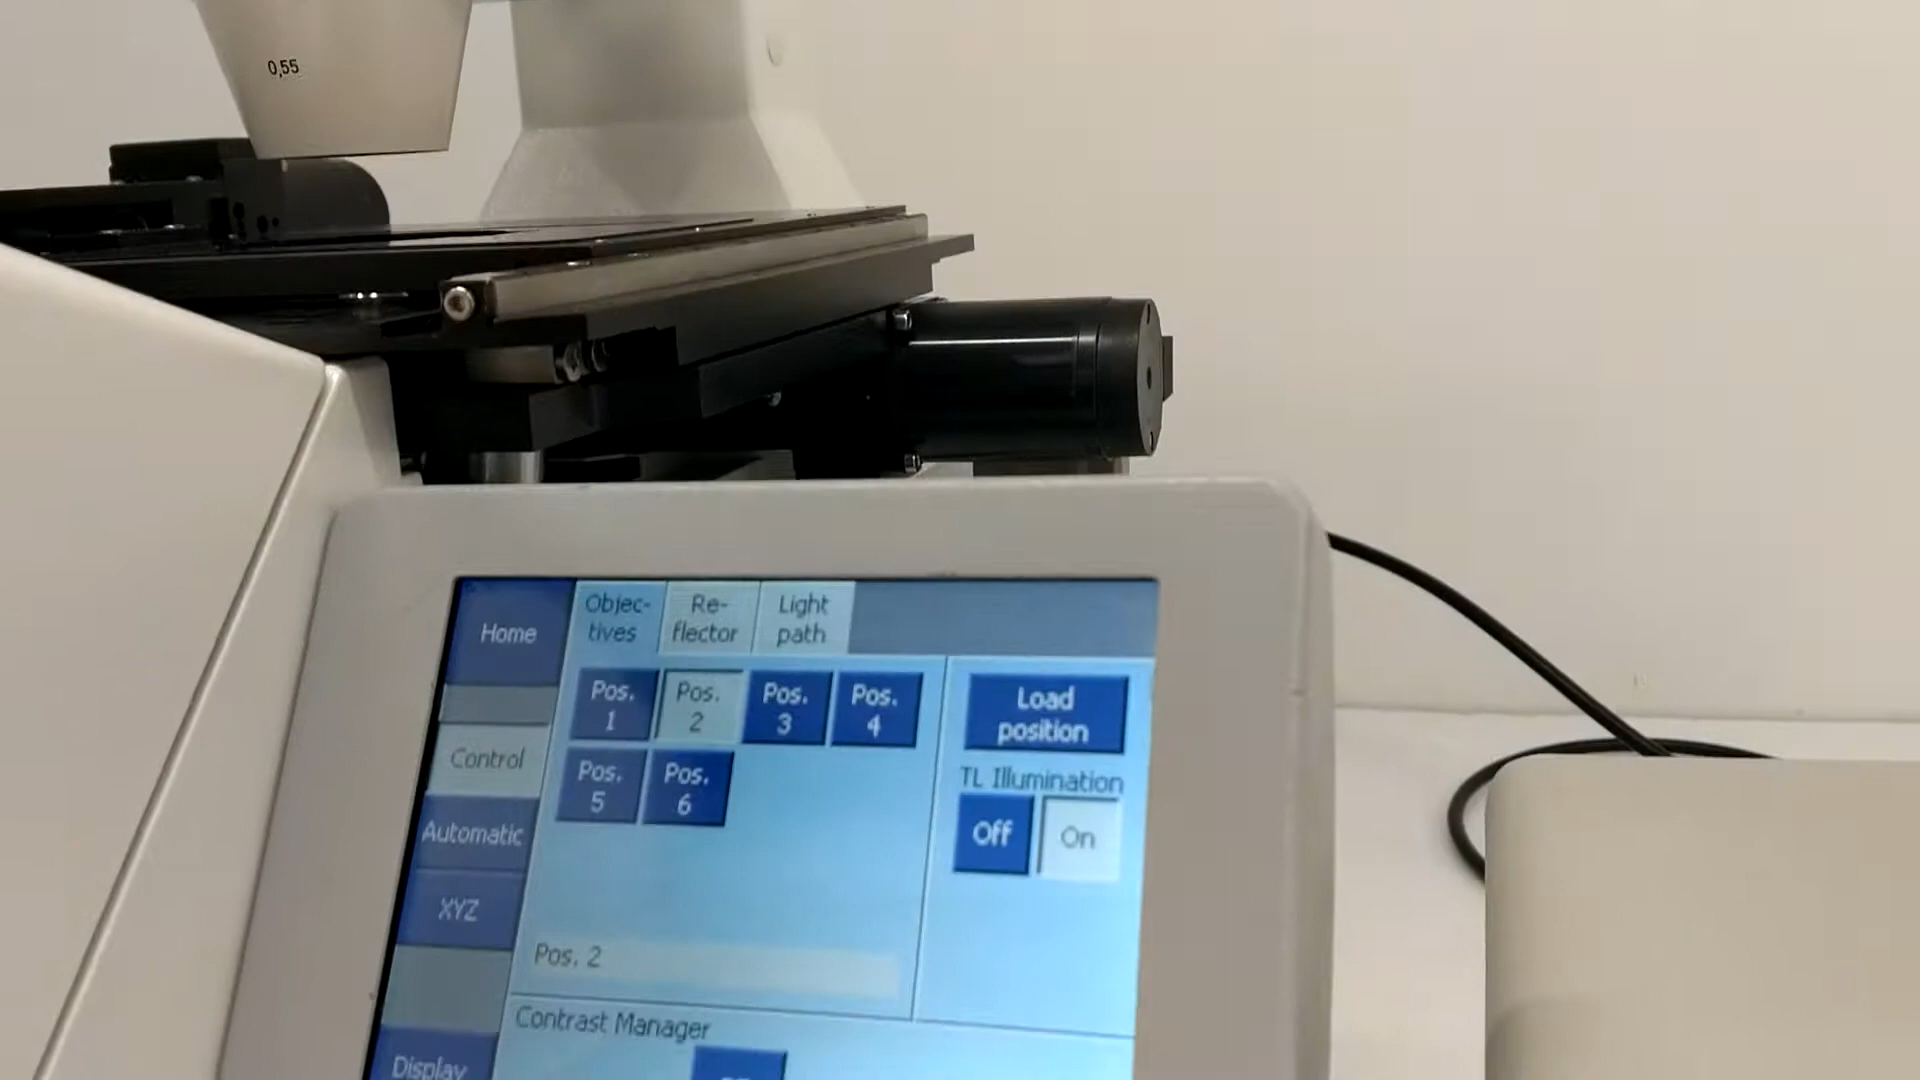 0,55
Home
Objec-
tives
Re-
flector
Light
path
Pos.
1
Pos.
2
Pos.
3
Pos.
4
Load
position
Control
Pos.
5
Pos.
6
TL Illumination
Off
On
Automatic
XYZ
Pos. 2
Contrast Manager
Display